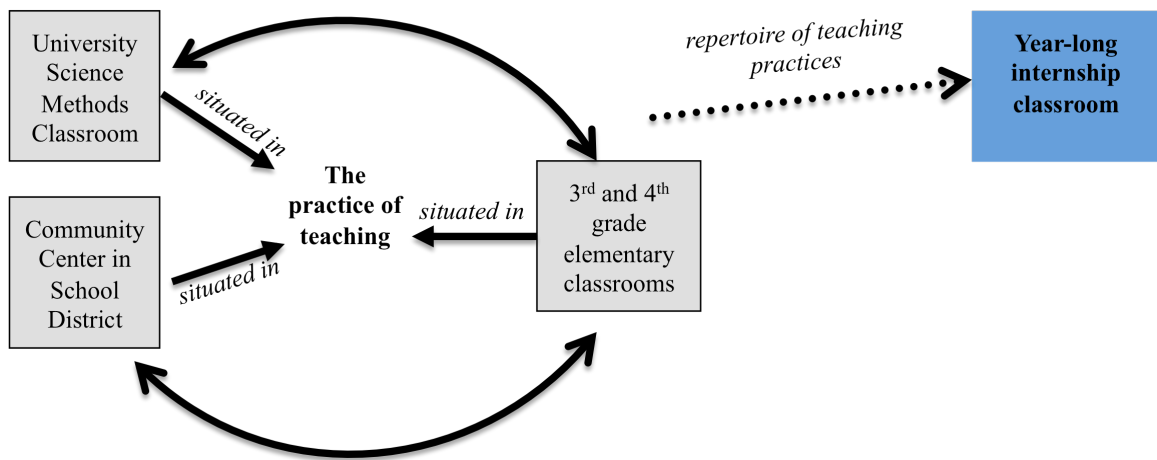 University
Science
Methods
Classroom
situated in
Community
Center in
School
District
situated in
The
practice of
teaching
situated in
3rd and 4th
grade
elementary
classrooms
repertoire of teaching
practices
Year-long
internship
classroom